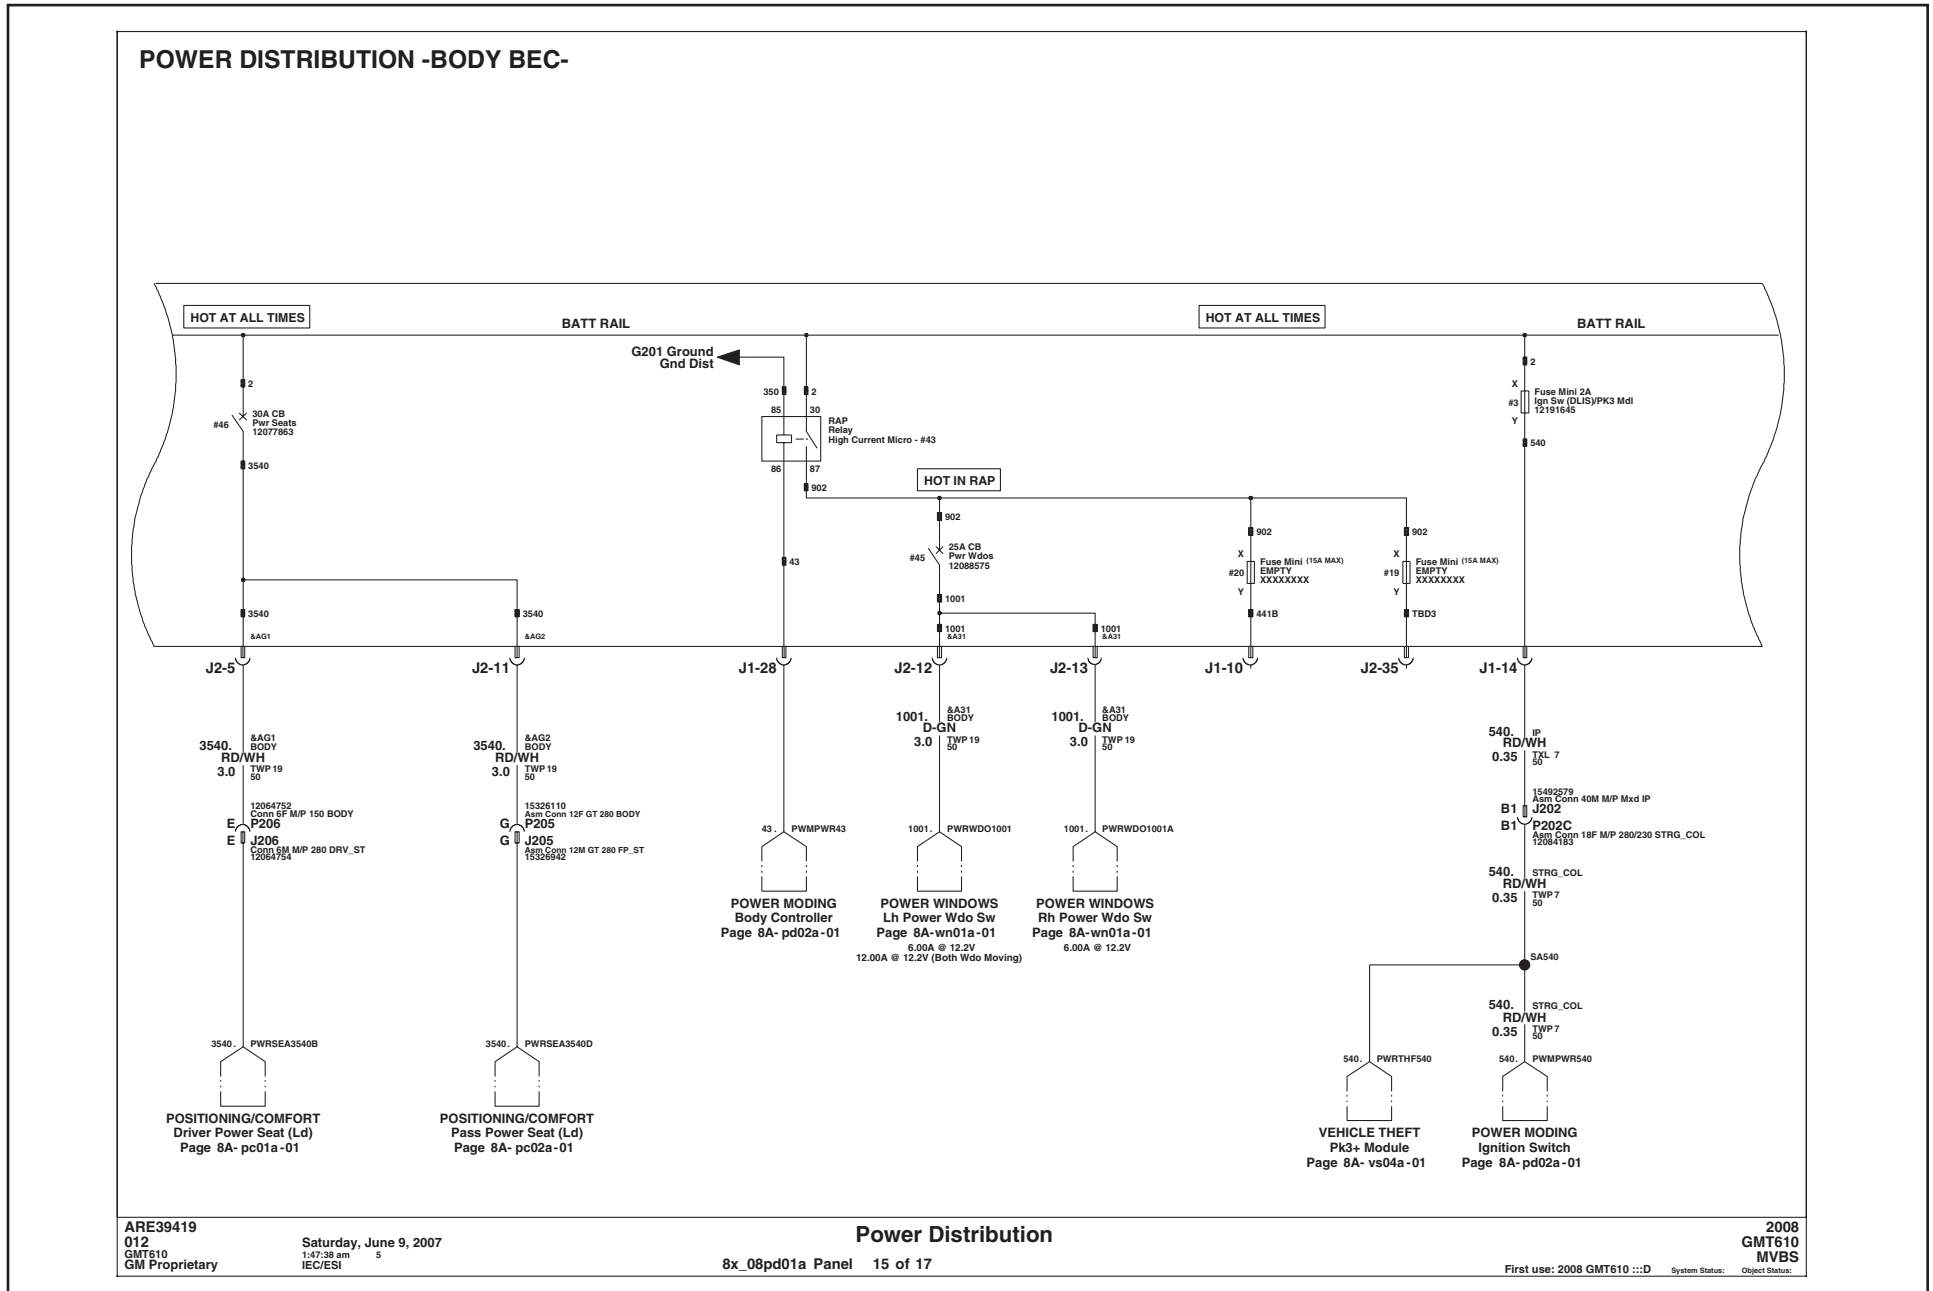 POWER DISTRIBUTION -BODY BEC-
HOT AT ALL TIMES
BATT RAIL
HOT AT ALL TIMES
BATT RAIL
G201 Ground
Gnd Dist
2
#46
30A CB
Pwr Seats
12077863
3540
350
2
85
30
RAP
Relay
High Current Micro - #43
86
87
902
HOT IN RAP
2
X
#3
Fuse Mini 2A
Ign Sw (DLIS)/PK3 Mdl
12191645
Y
540
902
#45
25A CB
Pwr Wdos
12088575
1001
43
902
X
#20
Fuse Mini (15A MAX)
EMPTY
XXXXXXXX
Y
441B
902
X
#19
Fuse Mini (15A MAX)
EMPTY
XXXXXXXX
Y
TBD3
3540
&AG1
3540
&AG2
1001
&A31
1001
&A31
J2-5
J2-11
J1-28
J2-12
J2-13
J1-10
J2-35
J1-14
3540.
&AG1
BODY
RD/WH
3.0
TWP 19
50
3540.
&AG2
BODY
RD/WH
3.0
TWP 19
50
1001.
&A31
BODY
D-GN
3.0
TWP 19
50
1001.
&A31
BODY
D-GN
3.0
TWP 19
50
540.
IP
RD/WH
0.35
TXL 7
50
12064752
Conn 6F M/P 150 BODY
E P206
E J206
Conn 6M M/P 280 DRV_ST
12064754
15326110
Asm Conn 12F GT 280 BODY
G P205
G J205
Asm Conn 12M GT 280 FP_ST
15326942
15492579
Asm Conn 40M M/P Mxd IP
B1 J202
B1 P202C
Asm Conn 18F M/P 280/230 STRG_COL
12084183
43. PWMPWR43
POWER MODING
Body Controller
Page 8A- pd02a-01
1001. PWRWDO1001
POWER WINDOWS
Lh Power Wdo Sw
Page 8A-wn01a-01
6.00A @ 12.2V
12.00A @ 12.2V (Both Wdo Moving)
1001. PWRWDO1001A
POWER WINDOWS
Rh Power Wdo Sw
Page 8A-wn01a-01
6.00A @ 12.2V
540.
STRG_COL
RD/WH
0.35
TWP 7
50
SA540
540.
STRG_COL
RD/WH
0.35
TWP 7
50
3540. PWRSEA3540B
POSITIONING/COMFORT
Driver Power Seat (Ld)
Page 8A- pc01a-01
3540. PWRSEA3540D
POSITIONING/COMFORT
Pass Power Seat (Ld)
Page 8A- pc02a-01
540. PWRTHF540
VEHICLE THEFT
Pk3+ Module
Page 8A- vs04a-01
540. PWMPWR540
POWER MODING
Ignition Switch
Page 8A- pd02a-01
ARE39419
012
GMT610
GM Proprietary
Saturday, June 9, 2007
1:47:38 am 5
IEC/ESI
Power Distribution
8x_08pd01a Panel 15 of 17
2008
GMT610
MVBS
First use: 2008 GMT610 :::D System Status: Object Status: